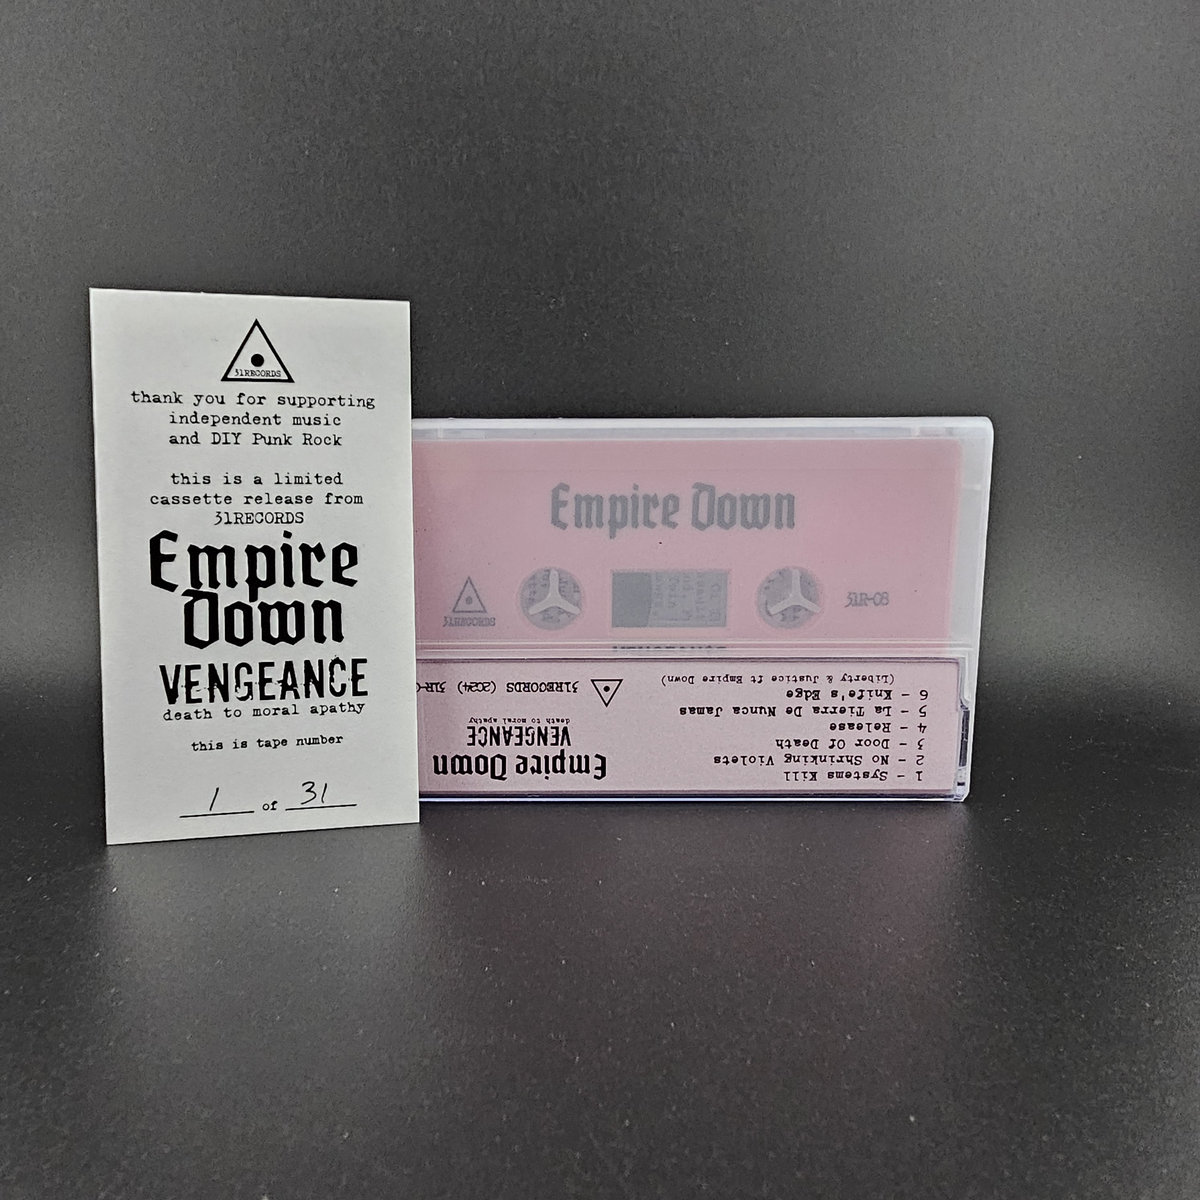 31RECORDS
thank you for supporting
independent music
and DIY Punk Rock
this is a limited
cassette release from
31RECORDS
Empire
Down
VENGEANCE
death to moral apathy
this is tape number
1 of 31
Empire Down
31RECORDS
31R-08
1 - Systems Kill
2 - No Shrinking Violets
3 - Door Of Death
4 - Release
5 - La Tierra De Nunca Jamas
6 - Knife's Edge
(Liberty & Justice ft Empire Down)
Empire Down
VENGEANCE
death to moral apathy
31RECORDS (2024)